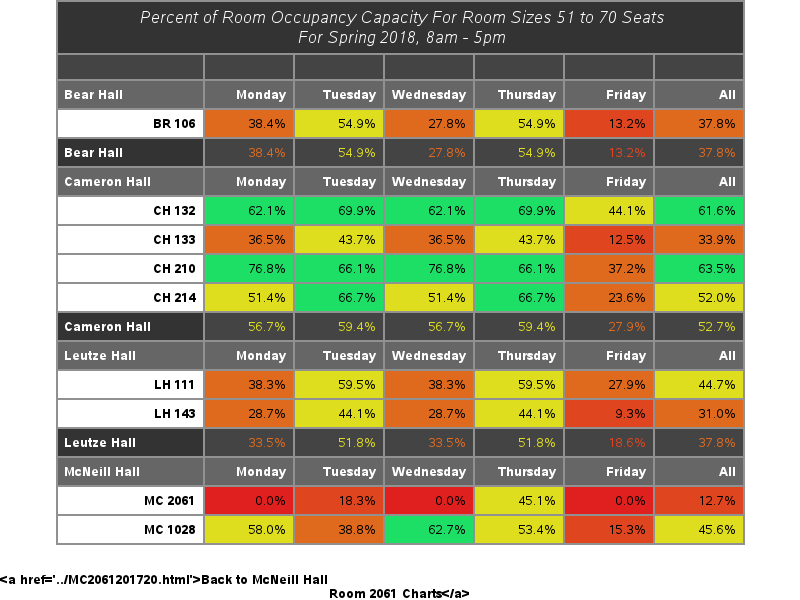 Percent of Room Occupancy Capacity For Room Sizes 51 to 70 Seats
For Spring 2018, 8am - 5pm
Bear Hall Monday Tuesday Wednesday Thursday Friday All
BR 106 38.4% 54.9% 27.8% 54.9% 13.2% 37.8%
Bear Hall 38.4% 54.9% 27.8% 54.9% 13.2% 37.8%
Cameron Hall Monday Tuesday Wednesday Thursday Friday All
CH 132 62.1% 69.9% 62.1% 69.9% 44.1% 61.6%
CH 133 36.5% 43.7% 36.5% 43.7% 12.5% 33.9%
CH 210 76.8% 66.1% 76.8% 66.1% 37.2% 63.5%
CH 214 51.4% 66.7% 51.4% 66.7% 23.6% 52.0%
Cameron Hall 56.7% 59.4% 56.7% 59.4% 27.9% 52.7%
Leutze Hall Monday Tuesday Wednesday Thursday Friday All
LH 111 38.3% 59.5% 38.3% 59.5% 27.9% 44.7%
LH 143 28.7% 44.1% 28.7% 44.1% 9.3% 31.0%
Leutze Hall 33.5% 51.8% 33.5% 51.8% 18.6% 37.8%
McNeill Hall Monday Tuesday Wednesday Thursday Friday All
MC 2061 0.0% 18.3% 0.0% 45.1% 0.0% 12.7%
MC 1028 58.0% 38.8% 62.7% 53.4% 15.3% 45.6%
<a href='../MC2061201720.html'>Back to McNeill Hall
Room 2061 Charts</a>